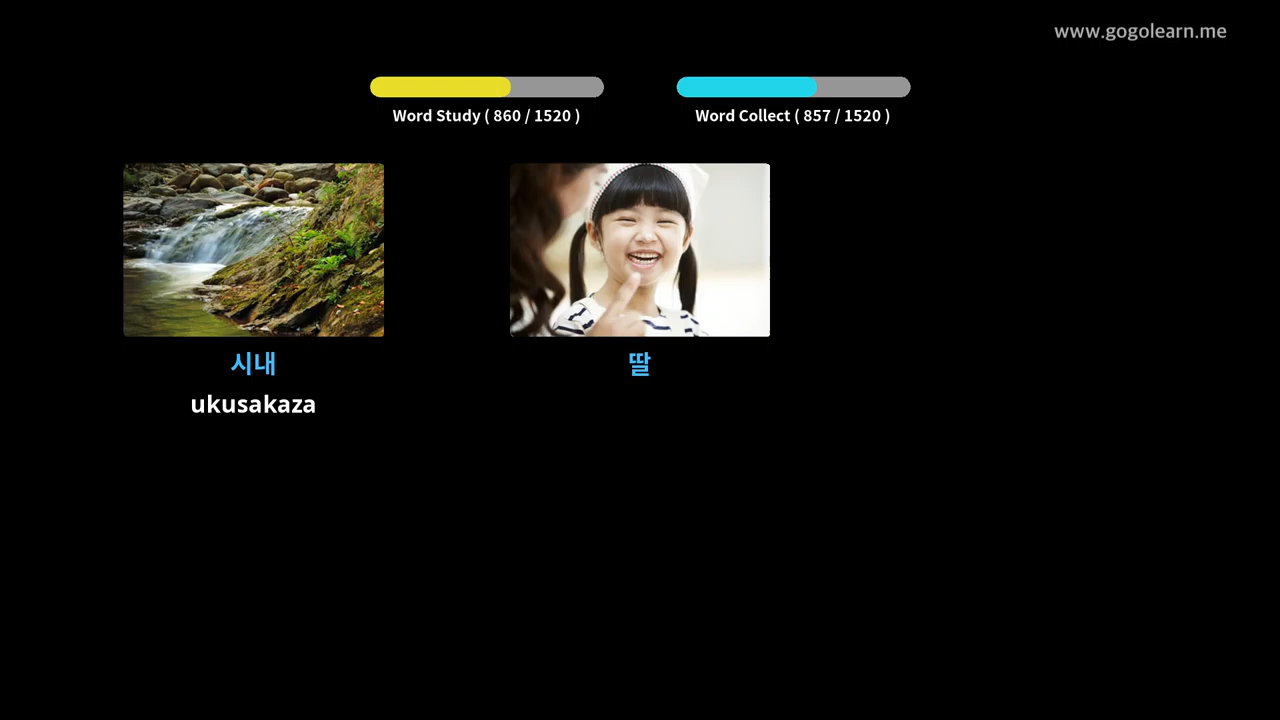 www.gogolearn.me
Word Study ( 860 / 1520 )
Word Collect ( 857 / 1520 )
시내
딸
ukusakaza